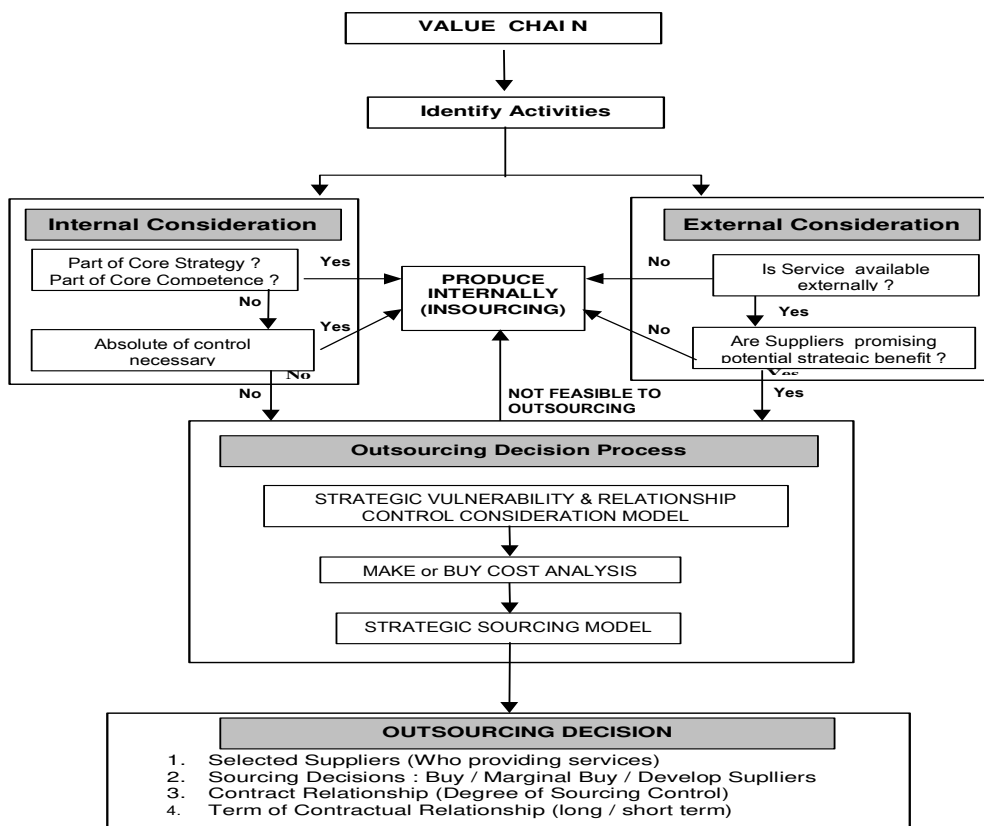 VALUE CHAI N
Identify Activities
Internal Consideration
Part of Core Strategy ?
Part of Core Competence ?
Yes
No
Absolute of control
necessary
Yes
No
No
PRODUCE
INTERNALLY
(INSOURCING)
External Consideration
No
Is Service available
externally ?
Yes
No
Are Suppliers promising
potential strategic benefit ?
Yes
Yes
NOT FEASIBLE TO
OUTSOURCING
Outsourcing Decision Process
STRATEGIC VULNERABILITY & RELATIONSHIP
CONTROL CONSIDERATION MODEL
MAKE or BUY COST ANALYSIS
STRATEGIC SOURCING MODEL
OUTSOURCING DECISION
1. Selected Suppliers (Who providing services)
2. Sourcing Decisions : Buy / Marginal Buy / Develop Suplliers
3. Contract Relationship (Degree of Sourcing Control)
4. Term of Contractual Relationship (long / short term)